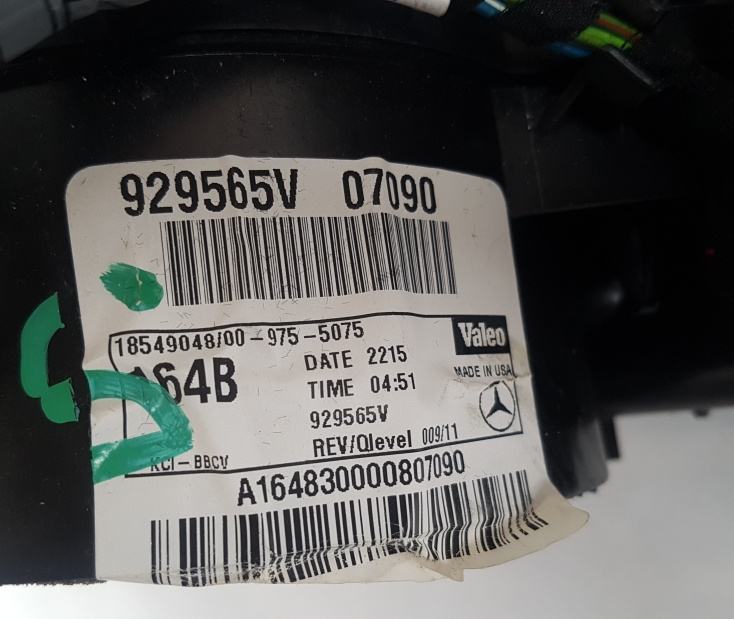 929565V 07090
18549048/00-975-5075
Valeo
164B
DATE 2215
MADE IN USA
TIME 04:51
929565V
REV/Qlevel 009/11
KCI-BBCV
A164830000807090